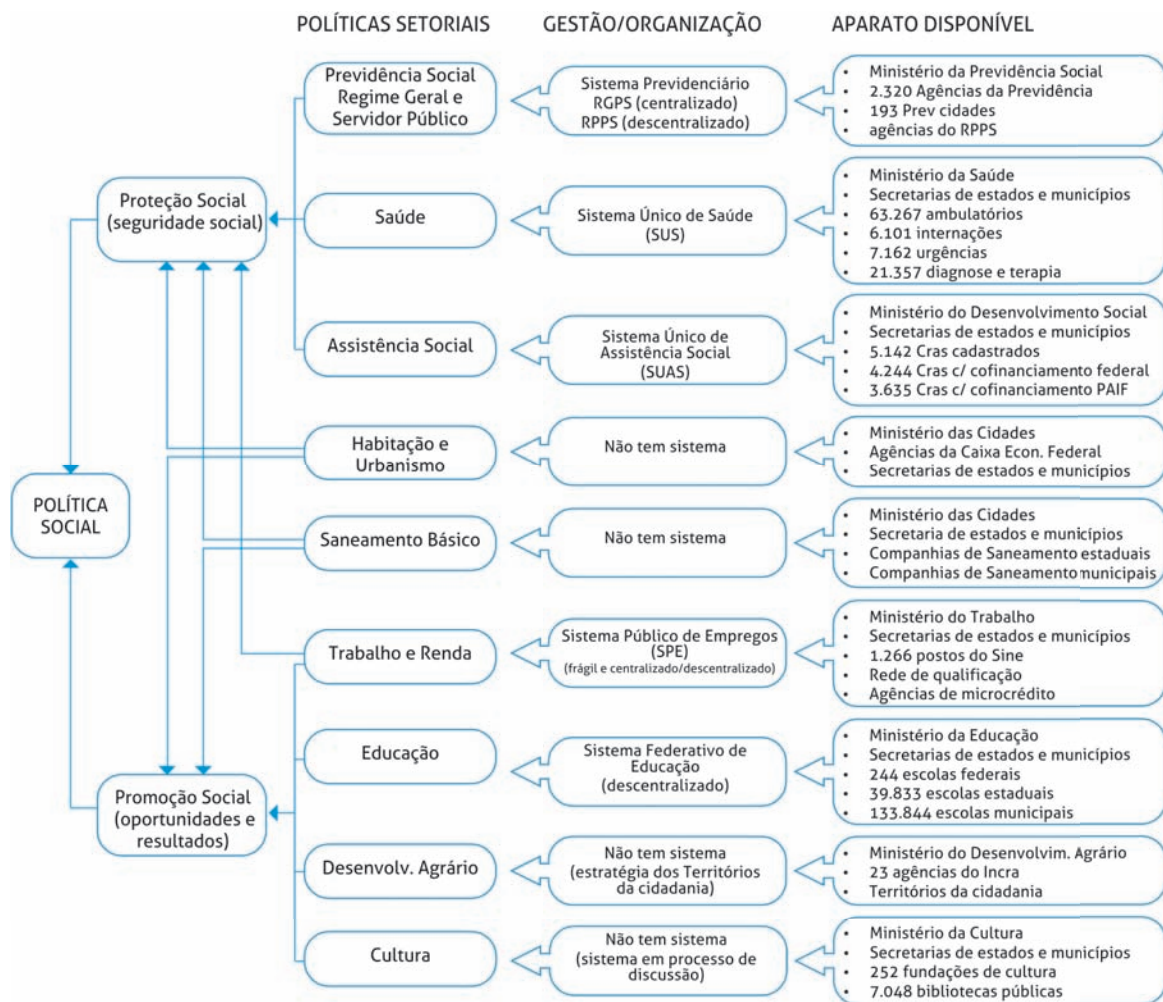 POLÍTICAS SETORIAIS
GESTÃO/ORGANIZAÇÃO
APARATO DISPONÍVEL
Previdência Social
Regime Geral e
Servidor Público
Sistema Previdenciário
RGPS (centralizado)
RPPS (descentralizado)
• Ministério da Previdência Social
• 2.320 Agências da Previdência
• 193 Prev cidades
• agências do RPPS
Proteção Social
(seguridade social)
Saúde
Sistema Único de Saúde
(SUS)
• Ministério da Saúde
• Secretarias de estados e municípios
• 63.267 ambulatórios
• 6.101 internações
• 7.162 urgências
• 21.357 diagnose e terapia
Assistência Social
Sistema Único de
Assistência Social
(SUAS)
• Ministério do Desenvolvimento Social
• Secretarias de estados e municípios
• 5.142 Cras cadastrados
• 4.244 Cras c/ cofinanciamento federal
• 3.635 Cras c/ cofinanciamento PAIF
Habitação e
Urbanismo
Não tem sistema
• Ministério das Cidades
• Agências da Caixa Econ. Federal
• Secretarias de estados e municípios
POLÍTICA
SOCIAL
Saneamento Básico
Não tem sistema
• Ministério das Cidades
• Secretaria de estados e municípios
• Companhias de Saneamento estaduais
• Companhias de Saneamento municipais
Trabalho e Renda
Sistema Público de Empregos
(SPE)
(frágil e centralizado/descentralizado)
• Ministério do Trabalho
• Secretarias de estados e municípios
• 1.266 postos do Sine
• Rede de qualificação
• Agências de microcrédito
Educação
Sistema Federativo de
Educação
(descentralizado)
• Ministério da Educação
• Secretarias de estados e municípios
• 244 escolas federais
• 39.833 escolas estaduais
• 133.844 escolas municipais
Promoção Social
(oportunidades e
resultados)
Desenvolv. Agrário
Não tem sistema
(estratégia dos Territórios
da cidadania)
• Ministério do Desenvolvim. Agrário
• 23 agências do Incra
• Territórios da cidadania
Cultura
Não tem sistema
(sistema em processo de
discussão)
• Ministério da Cultura
• Secretarias de estados e municípios
• 252 fundações de cultura
• 7.048 bibliotecas públicas